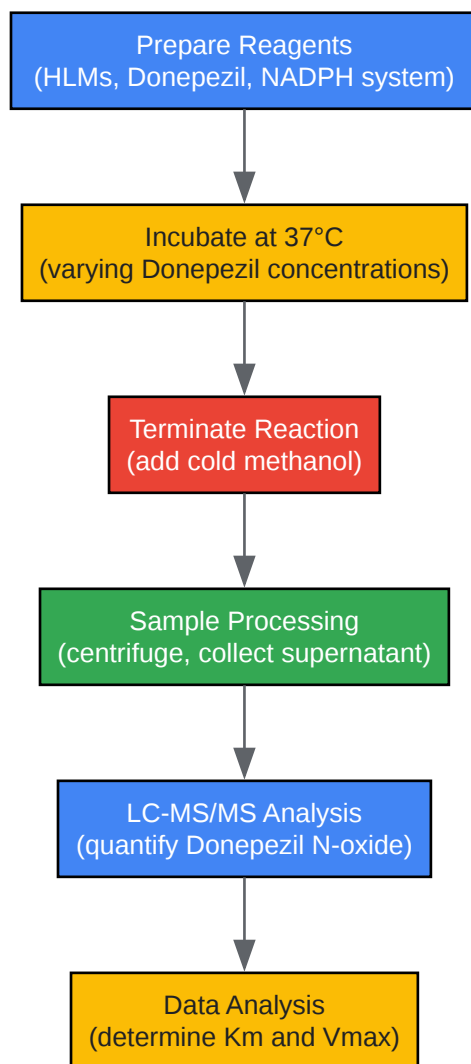 Prepare Reagents
(HLMs, Donepezil, NADPH system)
Incubate at 37°C
(varying Donepezil concentrations)
Terminate Reaction
(add cold methanol)
Sample Processing
(centrifuge, collect supernatant)
LC-MS/MS Analysis
(quantify Donepezil N-oxide)
Data Analysis
(determine Km and Vmax)